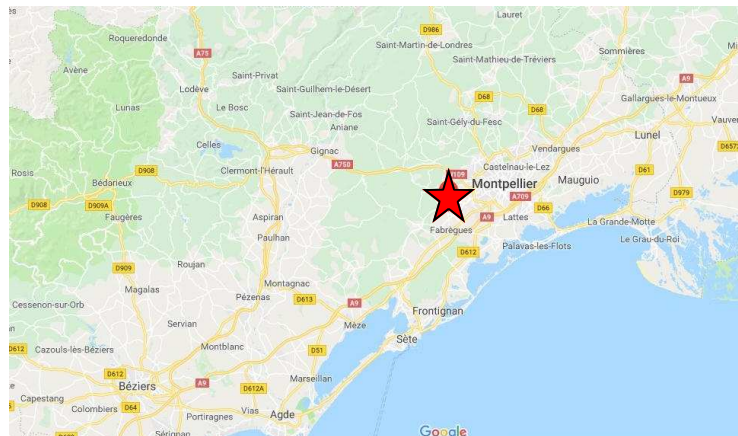 Lauret
Roqueredonde
D986
Saint-Martin-de-Londres
A75
Sommières
Saint-Mathieu-de-Tréviers
Avène
Saint-Privat
A9
Lodève
Saint-Guilhem-le-Désert
D68
Gallargues-le-Montueux
Lunas
Le Bosc
Saint-Jean-de-Fos
D68
Aniane
Saint-Gély-du-Fesc
Lunel
Vauver
Celles
Gignac
Vendargues
D657
A750
Castelnau-le-Lez
Rosis
D908
Clermont-l'Hérault
D61
Bédarieux
Montpellier
Mauguio
D979
A709
D908
D909A
D66
Faugères
Aspiran
A9
Lattes
La Grande-Motte
Paulhan
Fabrègues
Le Grau-du-Roi
Palavas-les-Flots
D612
Roujan
D909
Magalas
Montagnac
Pézenas
D613
A9
Cessenon-sur-Orb
Frontignan
Servian
Mèze
Sète
Montblanc
D612
Cazouls-lès-Béziers
D51
D612
Marseillan
Béziers
A9
D612A
Capestang
Colombiers
D64
Portiragnes
Vias
Agde
Sérignan
Google